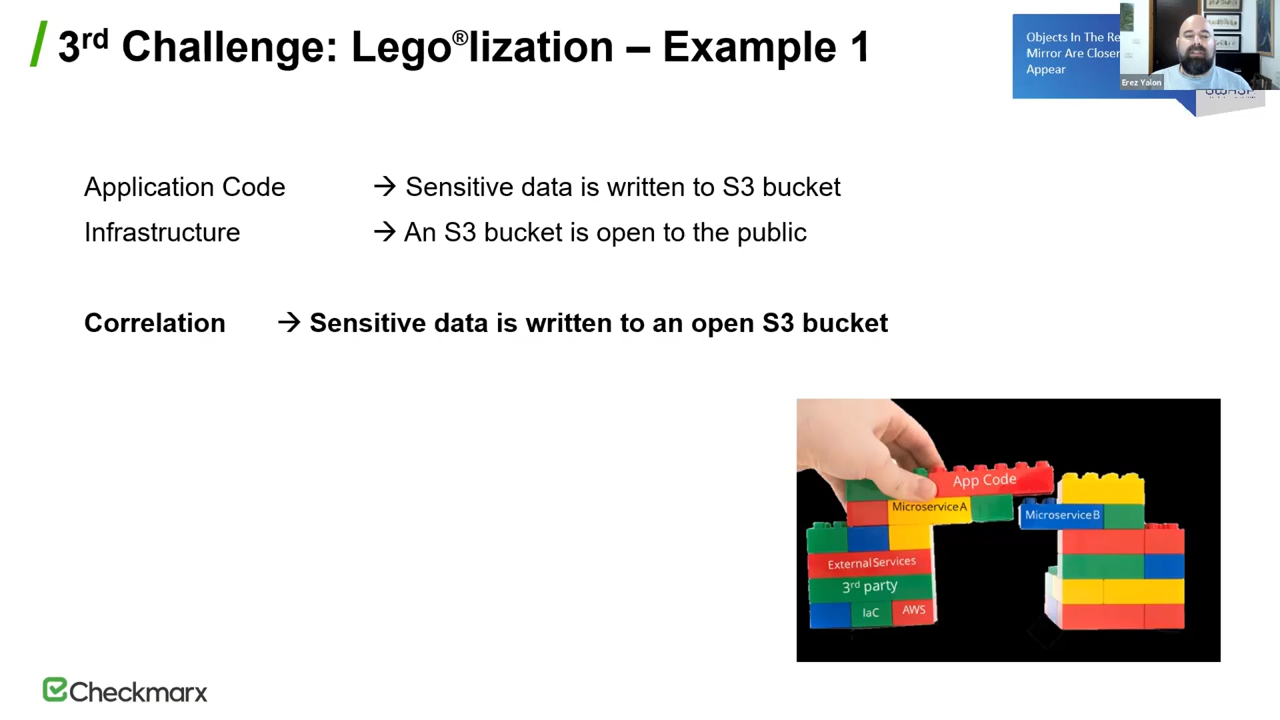 3rd Challenge: Lego®lization – Example 1
Objects In The Re
Mirror Are Closer
Appear
Erez Yalon
Application Code → Sensitive data is written to S3 bucket
Infrastructure → An S3 bucket is open to the public
Correlation → Sensitive data is written to an open S3 bucket
App Code
Microservice A
Microservice B
External Services
3rd party
IaC
AWS
Checkmarx